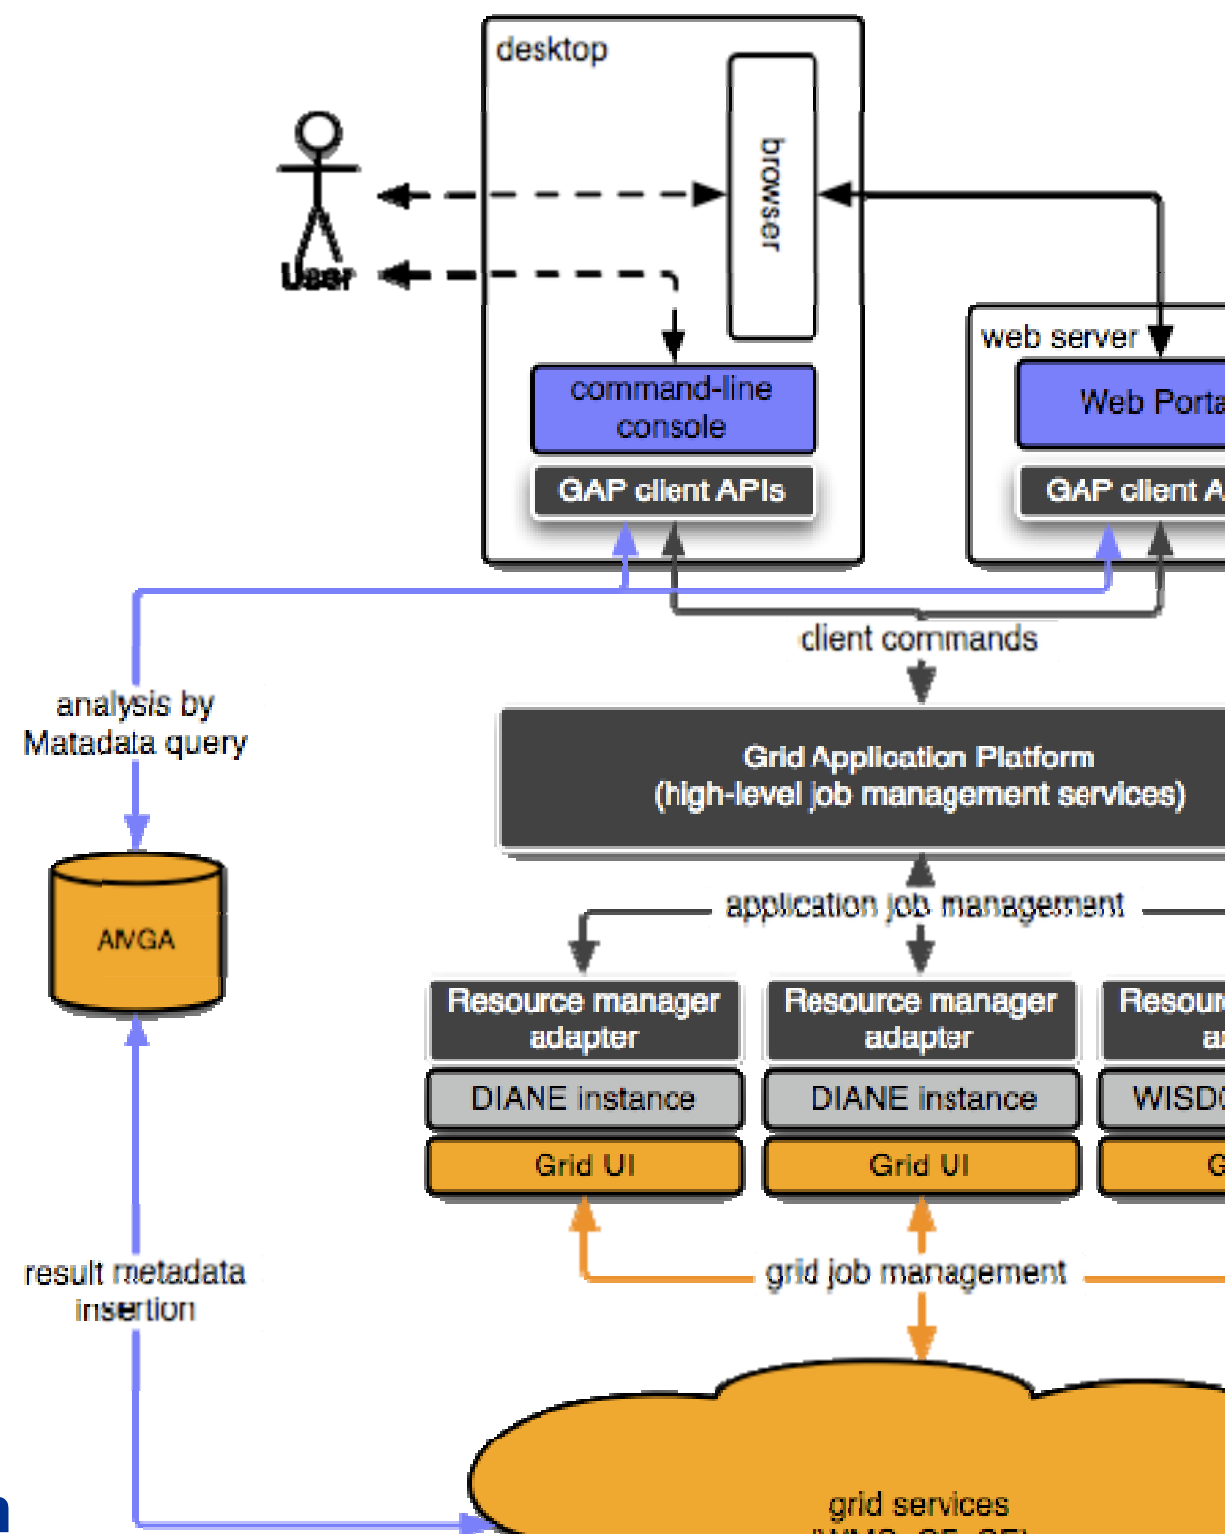 desktop
browser
User
web server
command-line
console
Web
GAP client APIs
GAP client
client commands
analysis by
Matadata query
Grid Application Platform
(high-level job management services)
application job management
AMGA
Resource manager
adapter
Resource manager
adapter
DIANE instance
DIANE instance
Grid UI
Grid UI
result metadata
insertion
grid job management
grid services